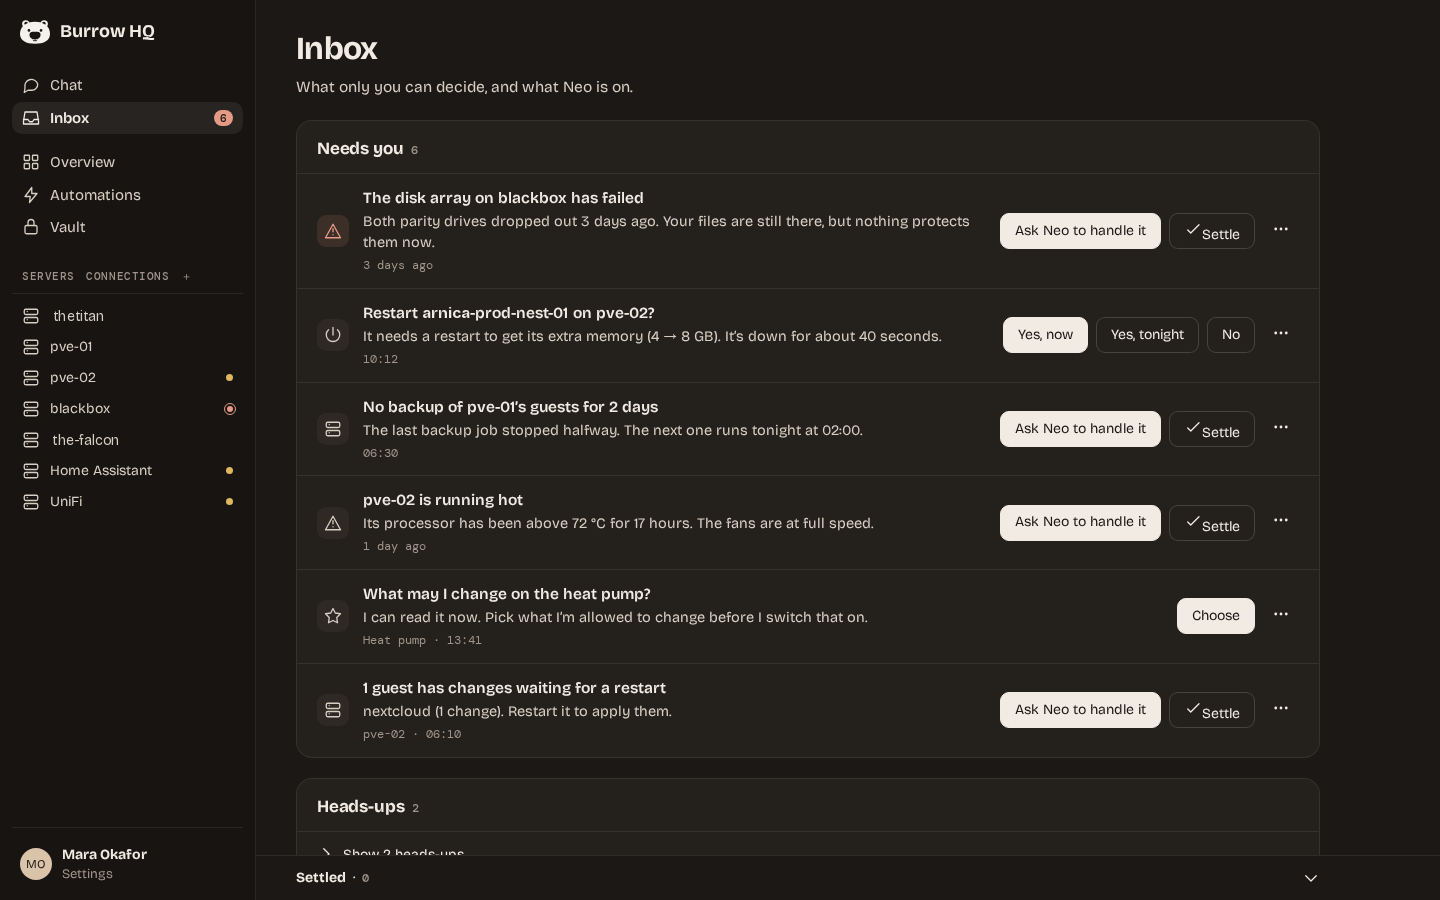 Burrow HQ
Chat
Inbox 6
Overview
Automations
Vault
SERVERS CONNECTIONS +
thetitan
pve-01
pve-02
blackbox
the-falcon
Home Assistant
UniFi
MO
Mara Okafor
Settings
Inbox
What only you can decide, and what Neo is on.
Needs you 6
The disk array on blackbox has failed
Both parity drives dropped out 3 days ago. Your files are still there, but nothing protects
them now.
3 days ago
Ask Neo to handle it Settle
Restart arnica-prod-nest-01 on pve-02?
It needs a restart to get its extra memory (4 → 8 GB). It's down for about 40 seconds.
10:12
Yes, now Yes, tonight No
No backup of pve-01's guests for 2 days
The last backup job stopped halfway. The next one runs tonight at 02:00.
06:30
Ask Neo to handle it Settle
pve-02 is running hot
Its processor has been above 72 °C for 17 hours. The fans are at full speed.
1 day ago
Ask Neo to handle it Settle
What may I change on the heat pump?
I can read it now. Pick what I'm allowed to change before I switch that on.
Heat pump · 13:41
Choose
1 guest has changes waiting for a restart
nextcloud (1 change). Restart it to apply them.
pve-02 · 06:10
Ask Neo to handle it Settle
Heads-ups 2
Show 2 heads-ups
Settled · 0